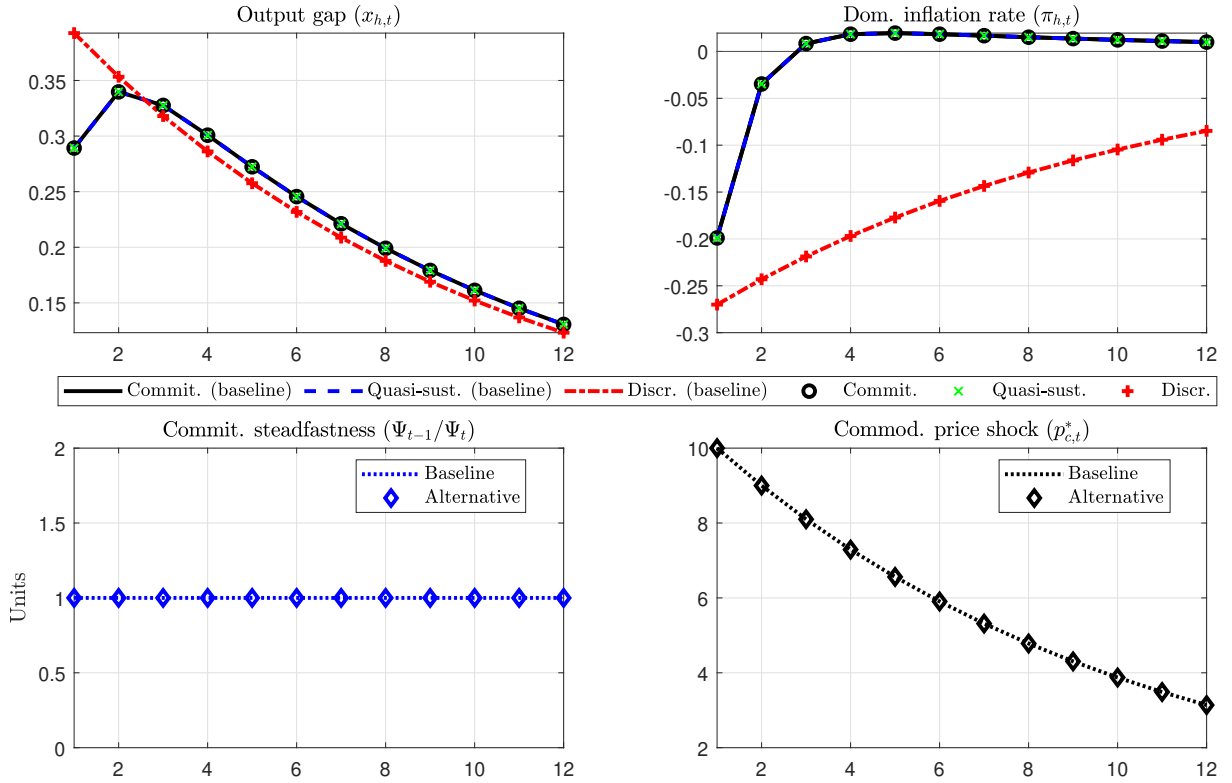 Output gap (x_{h,t})
0.35
0.3
0.25
0.2
0.15
2 4 6 8 10 12
Dom. inflation rate (π_{h,t})
0
-0.05
-0.1
-0.15
-0.2
-0.25
-0.3
2 4 6 8 10 12
Commit. (baseline) Quasi-sust. (baseline) Discr. (baseline) Commit. Quasi-sust. Discr.
Commit. steadfastness (Ψ_{t−1}/Ψ_t)
Baseline
Alternative
Units
2
1.5
1
0.5
0
2 4 6 8 10 12
Commod. price shock (p*_{c,t})
Baseline
Alternative
10
8
6
4
2
2 4 6 8 10 12